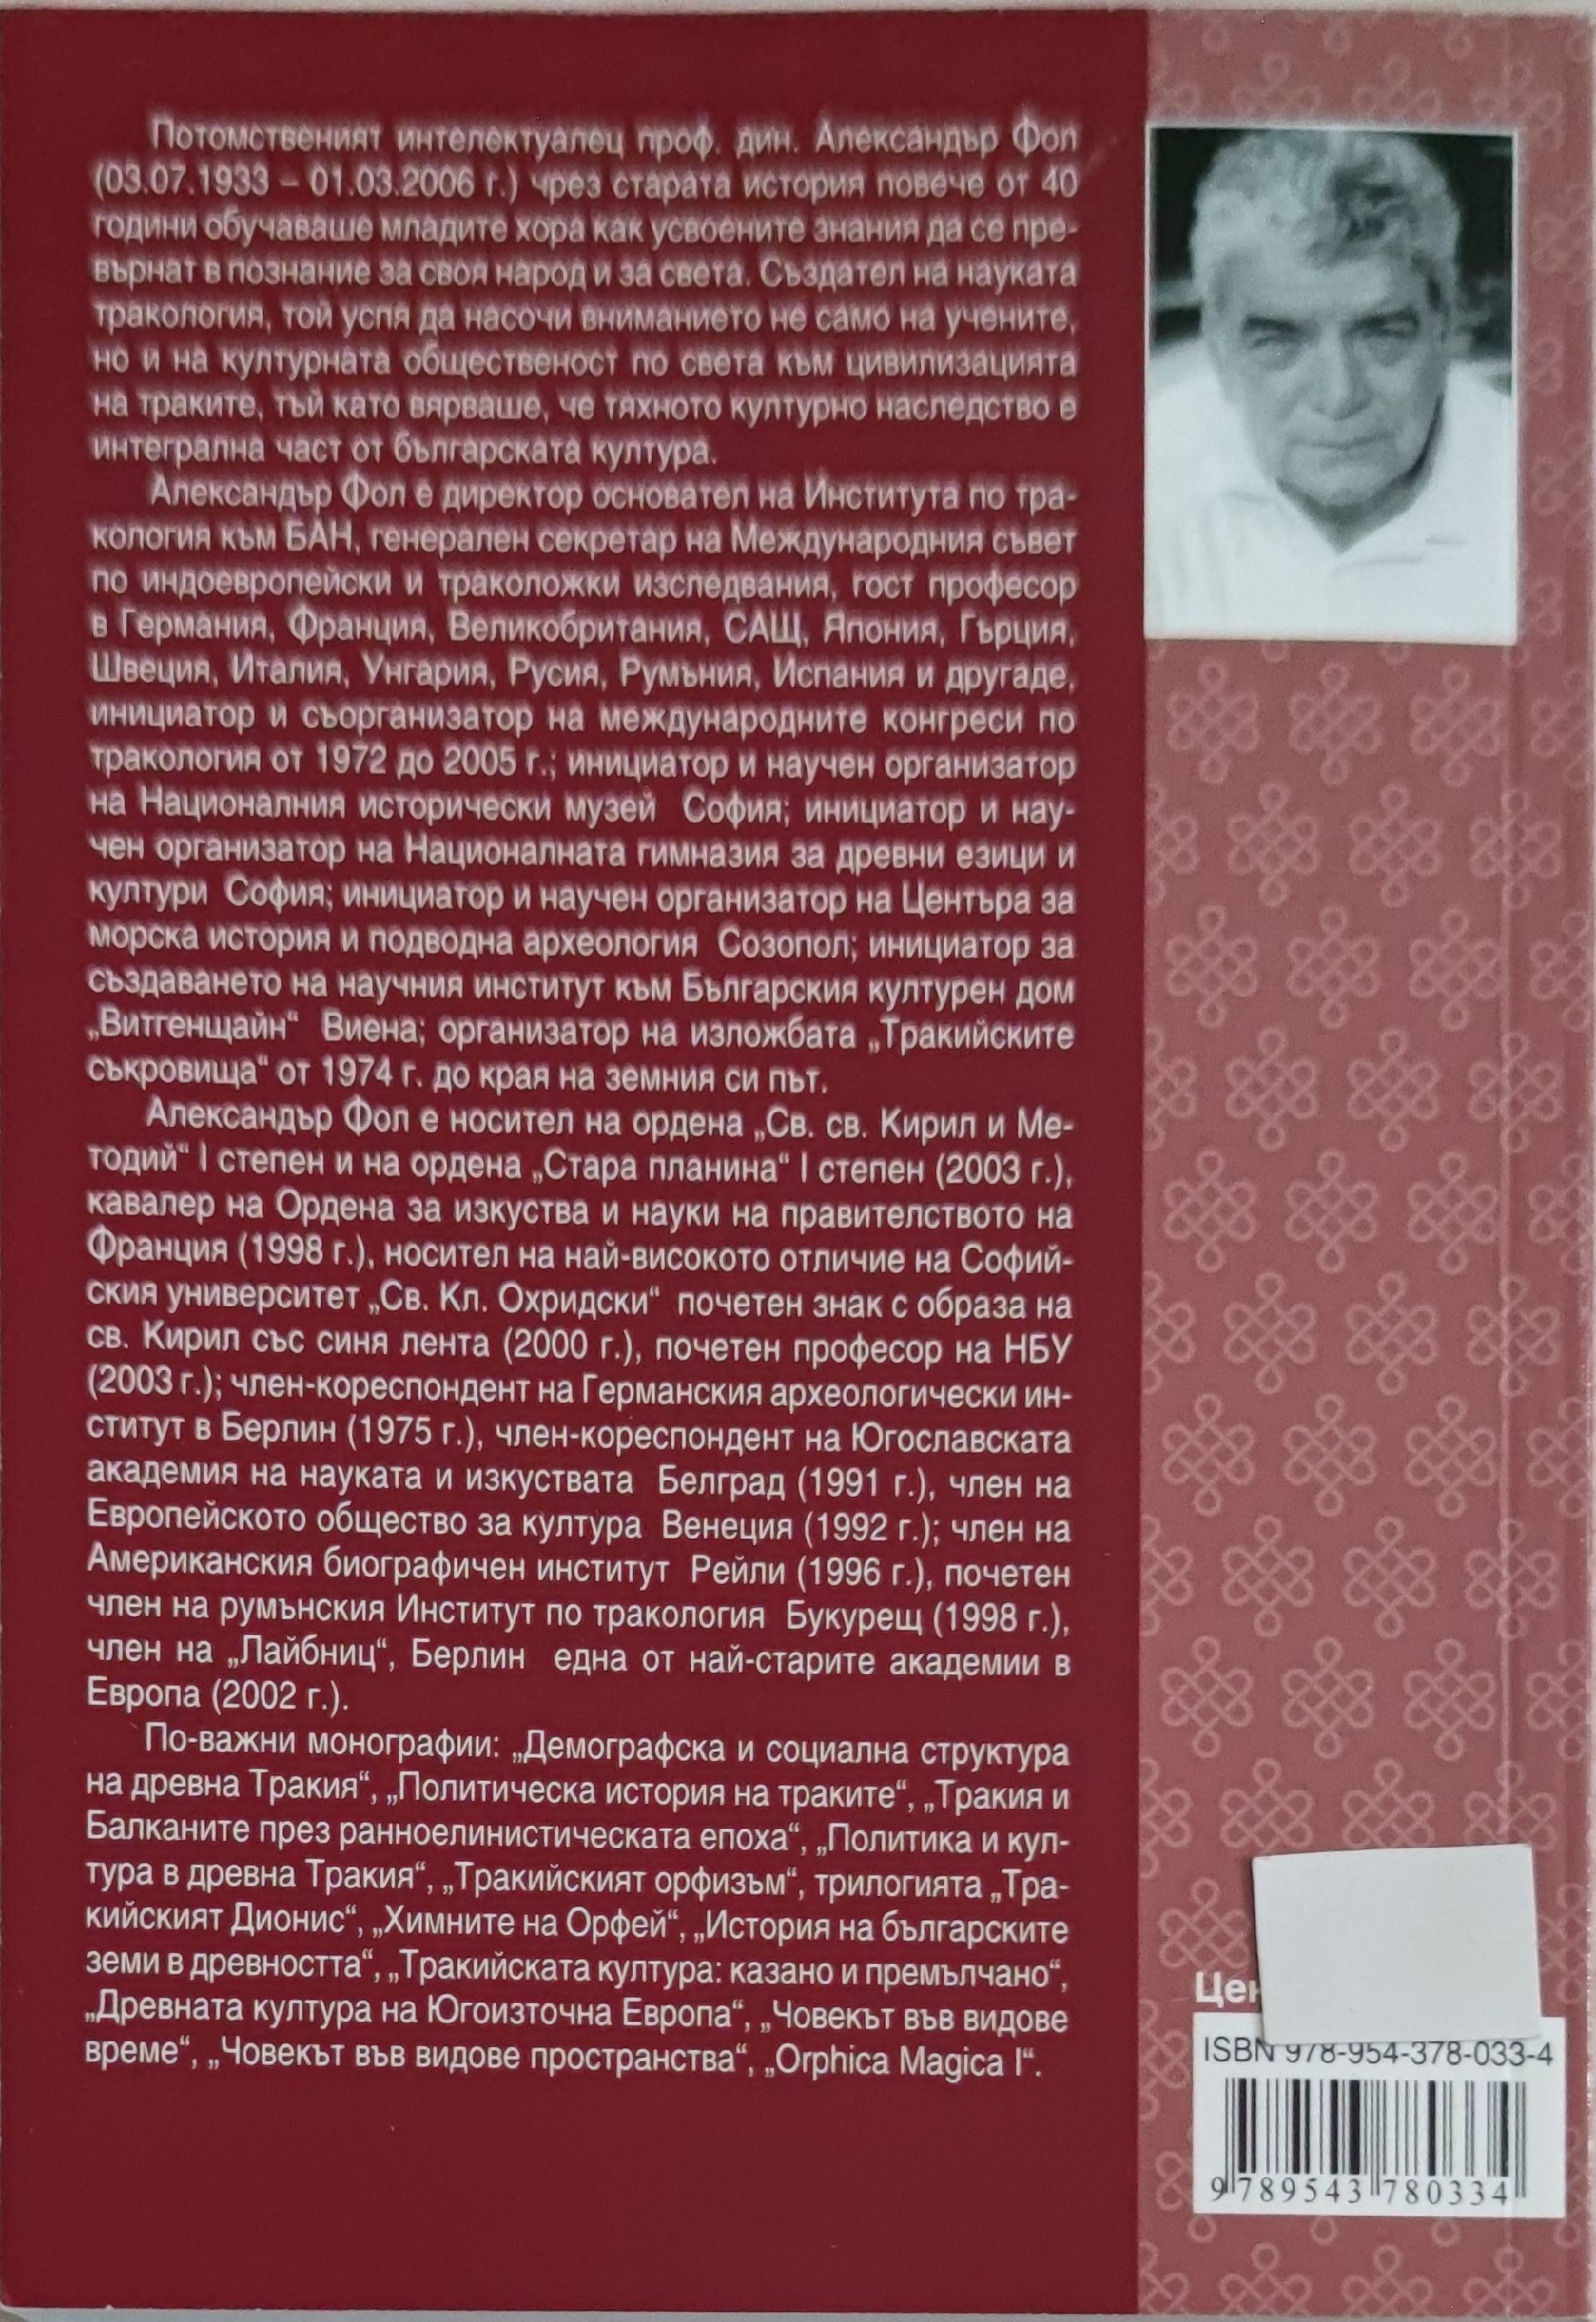 Потомственият интелектуалец проф. дин. Александър Фол
(03.07.1933 – 01.03.2006 г.) чрез старата история повече от 40
години обучаваше младите хора как усвоените знания да се пре-
върнат в познание за своя народ и за света. Създател на науката
тракология, той успя да насочи вниманието не само на учените,
но и на културната общественост по света към цивилизацията
на траките, тъй като вярваше, че тяхното културно наследство е
интегрална част от българската култура.
Александър Фол е директор основател на Института по тра-
кология към БАН, генерален секретар на Международния съвет
по индоевропейски и траколожки изследвания, гост професор
в Германия, Франция, Великобритания, САЩ, Япония, Гърция,
Швеция, Италия, Унгария, Русия, Румъния, Испания и другаде,
инициатор и съорганизатор на международните конгреси по
тракология от 1972 до 2005 г.; инициатор и научен организатор
на Националния исторически музей София; инициатор и нау-
чен организатор на Националната гимназия за древни езици и
култури София; инициатор и научен организатор на Центъра за
морска история и подводна археология Созопол; инициатор за
създаването на научния институт към Българския културен дом
„Витгенщайн“ Виена; организатор на изложбата „Тракийските
съкровища“ от 1974 г. до края на земния си път.
Александър Фол е носител на ордена „Св. св. Кирил и Ме-
тодий“ I степен и на ордена „Стара планина“ I степен (2003 г.),
кавалер на Ордена за изкуства и науки на правителството на
Франция (1998 г.), носител на най-високото отличие на Софий-
ския университет „Св. Кл. Охридски“ почетен знак с образа на
св. Кирил със синя лента (2000 г.), почетен професор на НБУ
(2003 г.); член-кореспондент на Германския археологически ин-
ститут в Берлин (1975 г.), член-кореспондент на Югославската
академия на науката и изкуствата Белград (1991 г.), член на
Европейското общество за култура Венеция (1992 г.); член на
Американския биографичен институт Рейли (1996 г.), почетен
член на румънския Институт по тракология Букурещ (1998 г.),
член на „Лайбниц“, Берлин една от най-старите академии в
Европа (2002 г.).
По-важни монографии: „Демографска и социална структура
на древна Тракия“, „Политическа история на траките“, „Тракия и
Балканите през ранноелинистическата епоха“, „Политика и кул-
тура в древна Тракия“, „Тракийският орфизъм“, трилогията „Тра-
кийският Дионис“, „Химните на Орфей“, „История на българските
земи в древността“, „Тракийската култура: казано и премълчано“,
„Древната култура на Югоизточна Европа“, „Човекът във видове
време“, „Човекът във видове пространства“, „Orphica Magica I“.
ISBN 978-954-378-033-4
9 789543 780334